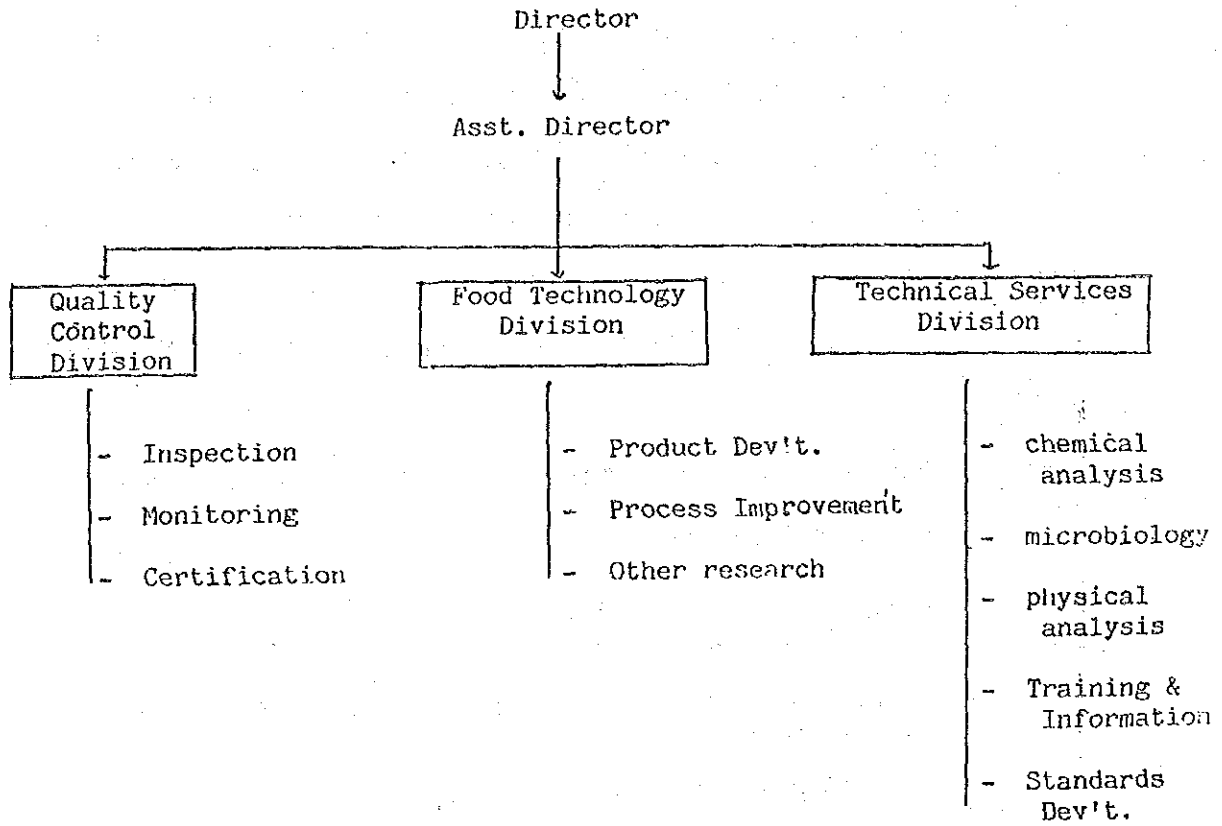 Director
Asst. Director
Quality
Control
Division
- Inspection
- Monitoring
- Certification
Food Technology
Division
- Product Dev't.
- Process Improvement
- Other research
Technical Services
Division
- chemical
analysis
- microbiology
- physical
analysis
- Training &
Information
- Standards
Dev't.